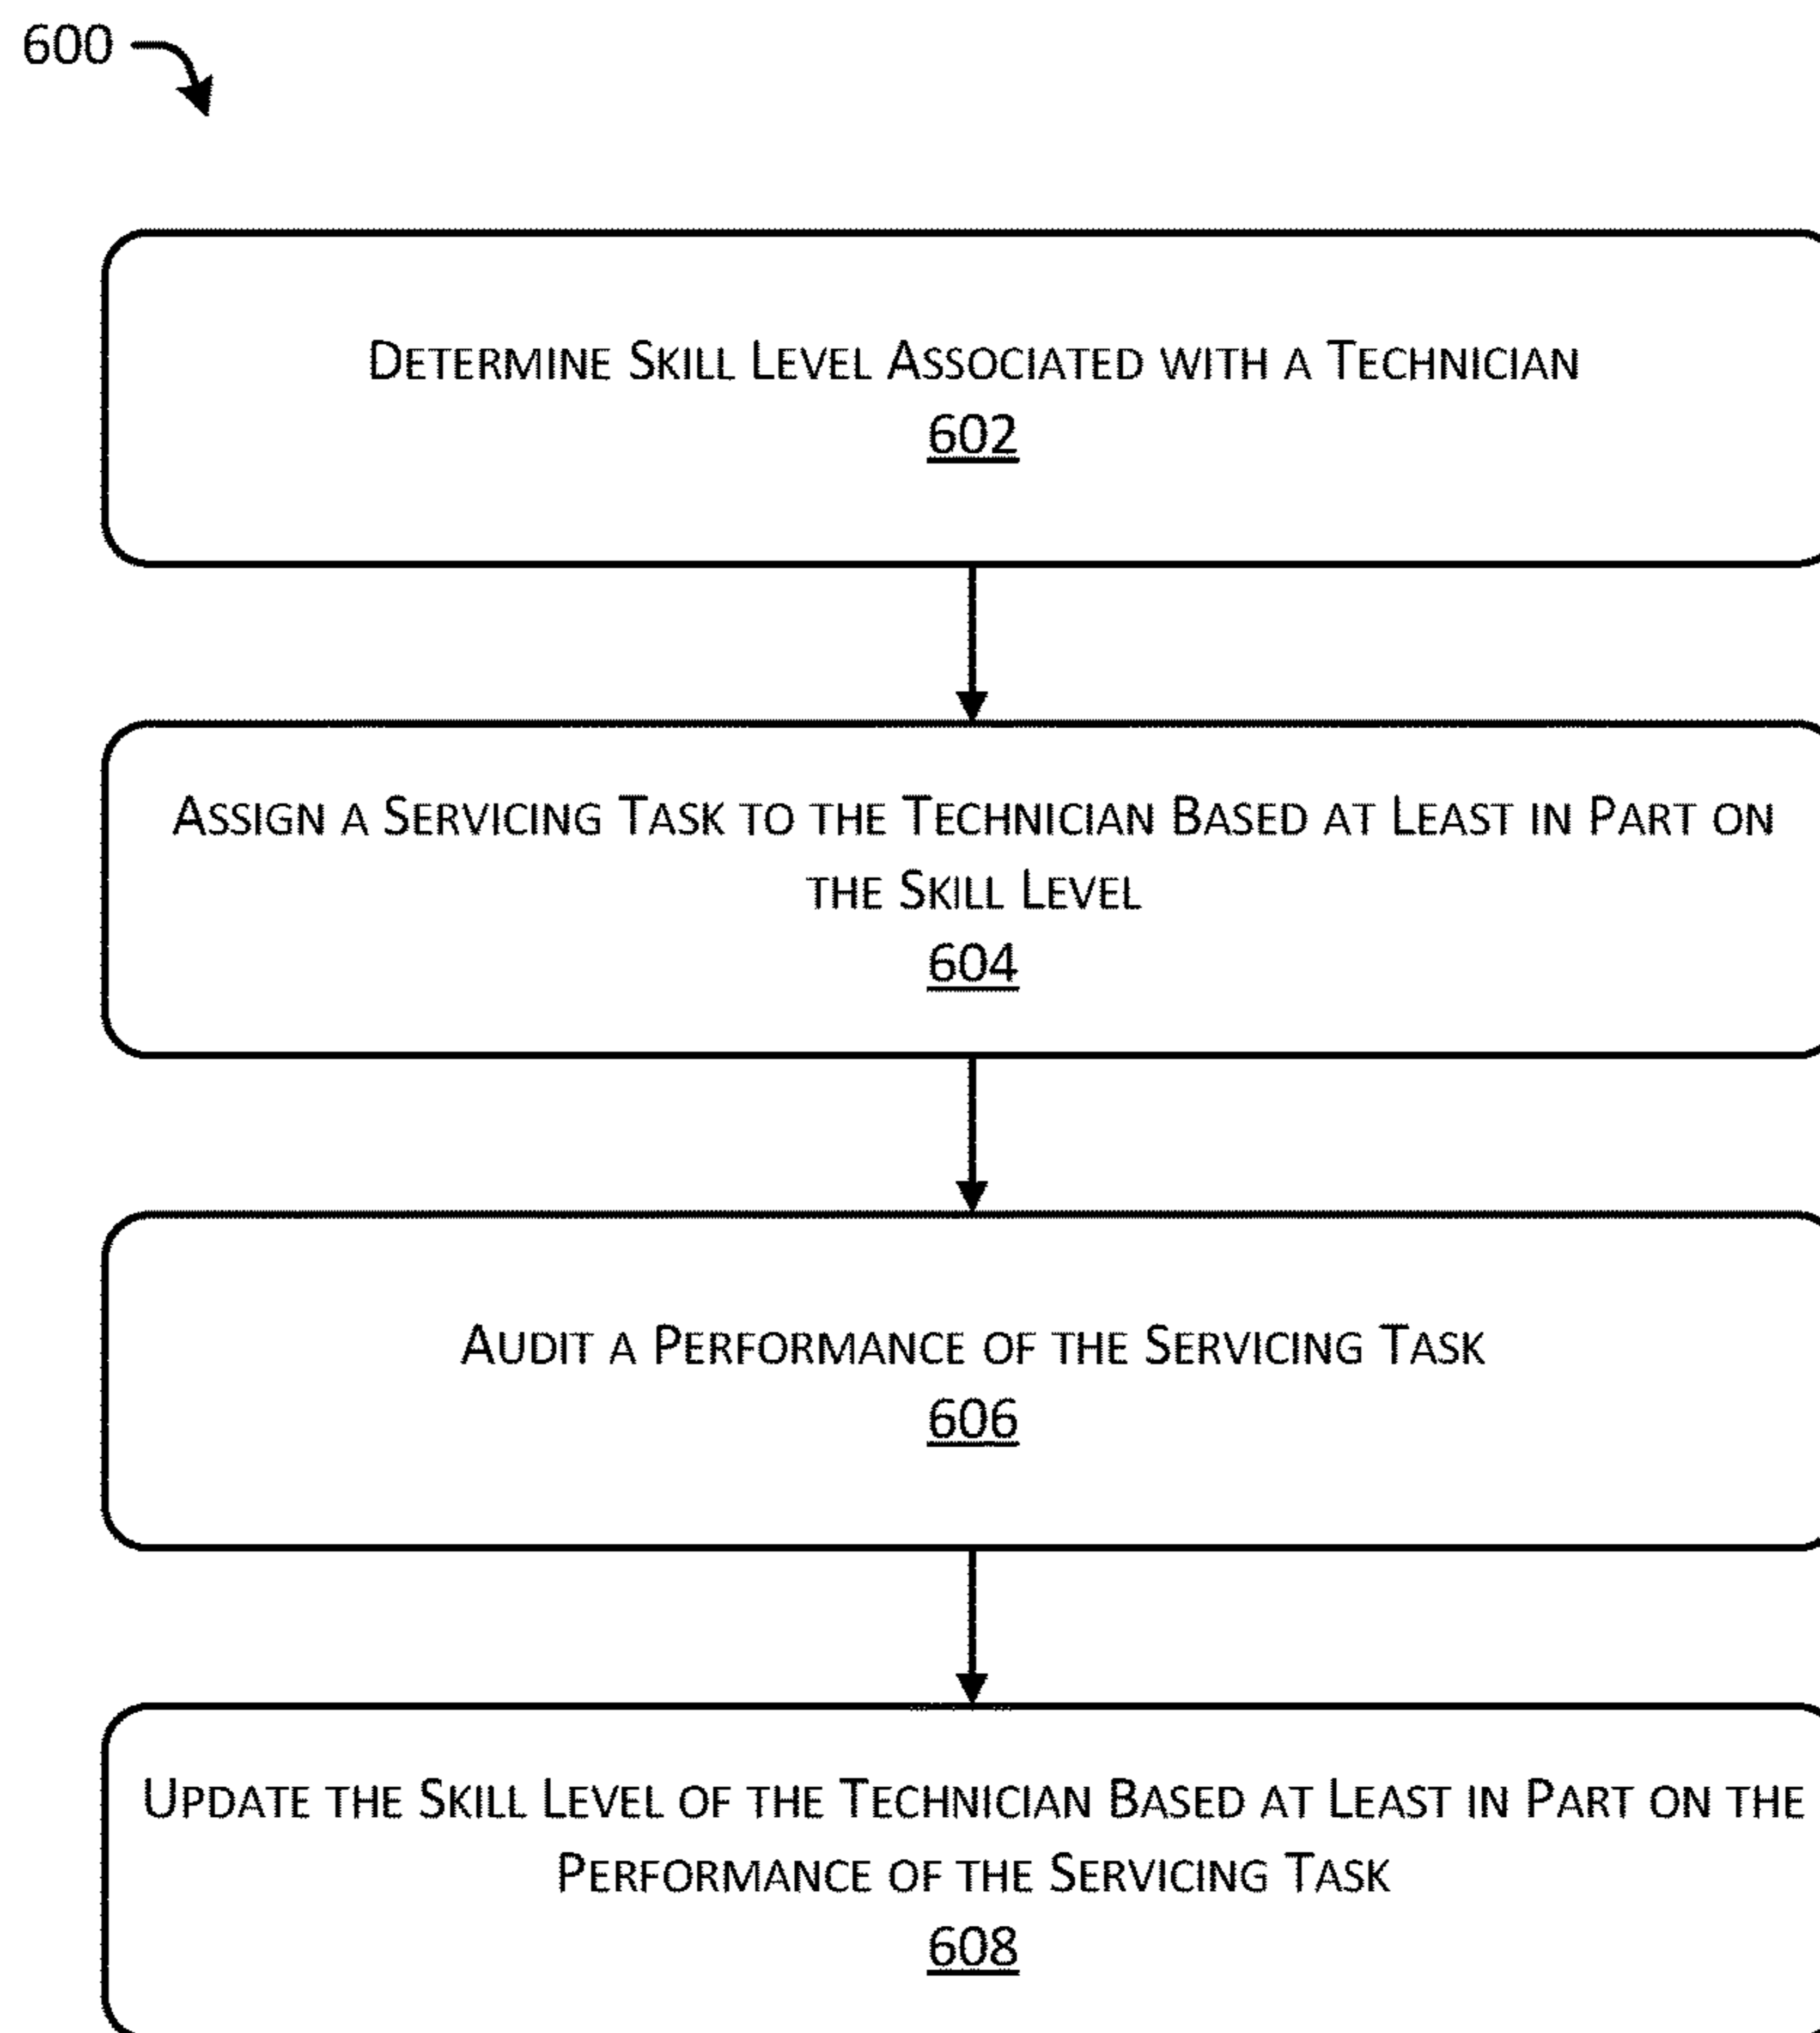 600
Determine Skill Level Associated with a Technician
602
Assign a Servicing Task to the Technician Based at Least in Part on
the Skill Level
604
Audit a Performance of the Servicing Task
606
Update the Skill Level of the Technician Based at Least in Part on the
Performance of the Servicing Task
608